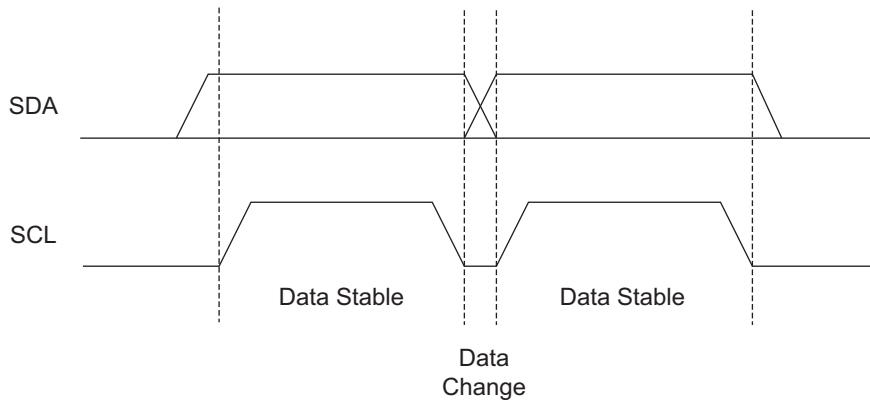 SDA
SCL
Data Stable
Data Stable
Data
Change